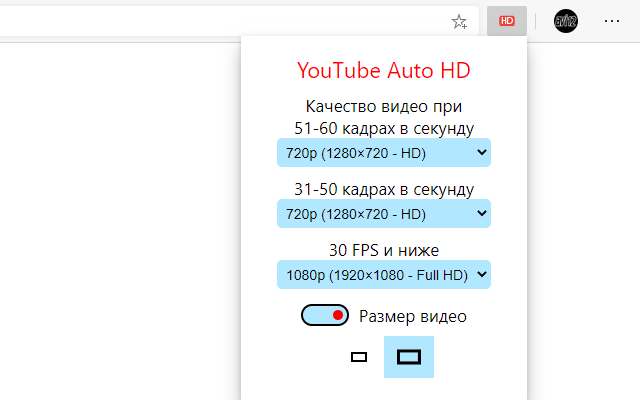 HD
YouTube Auto HD
Качество видео при
51-60 кадрах в секунду
720p (1280×720 - HD)
31-50 кадрах в секунду
720p (1280×720 - HD)
30 FPS и ниже
1080p (1920×1080 - Full HD)
Размер видео